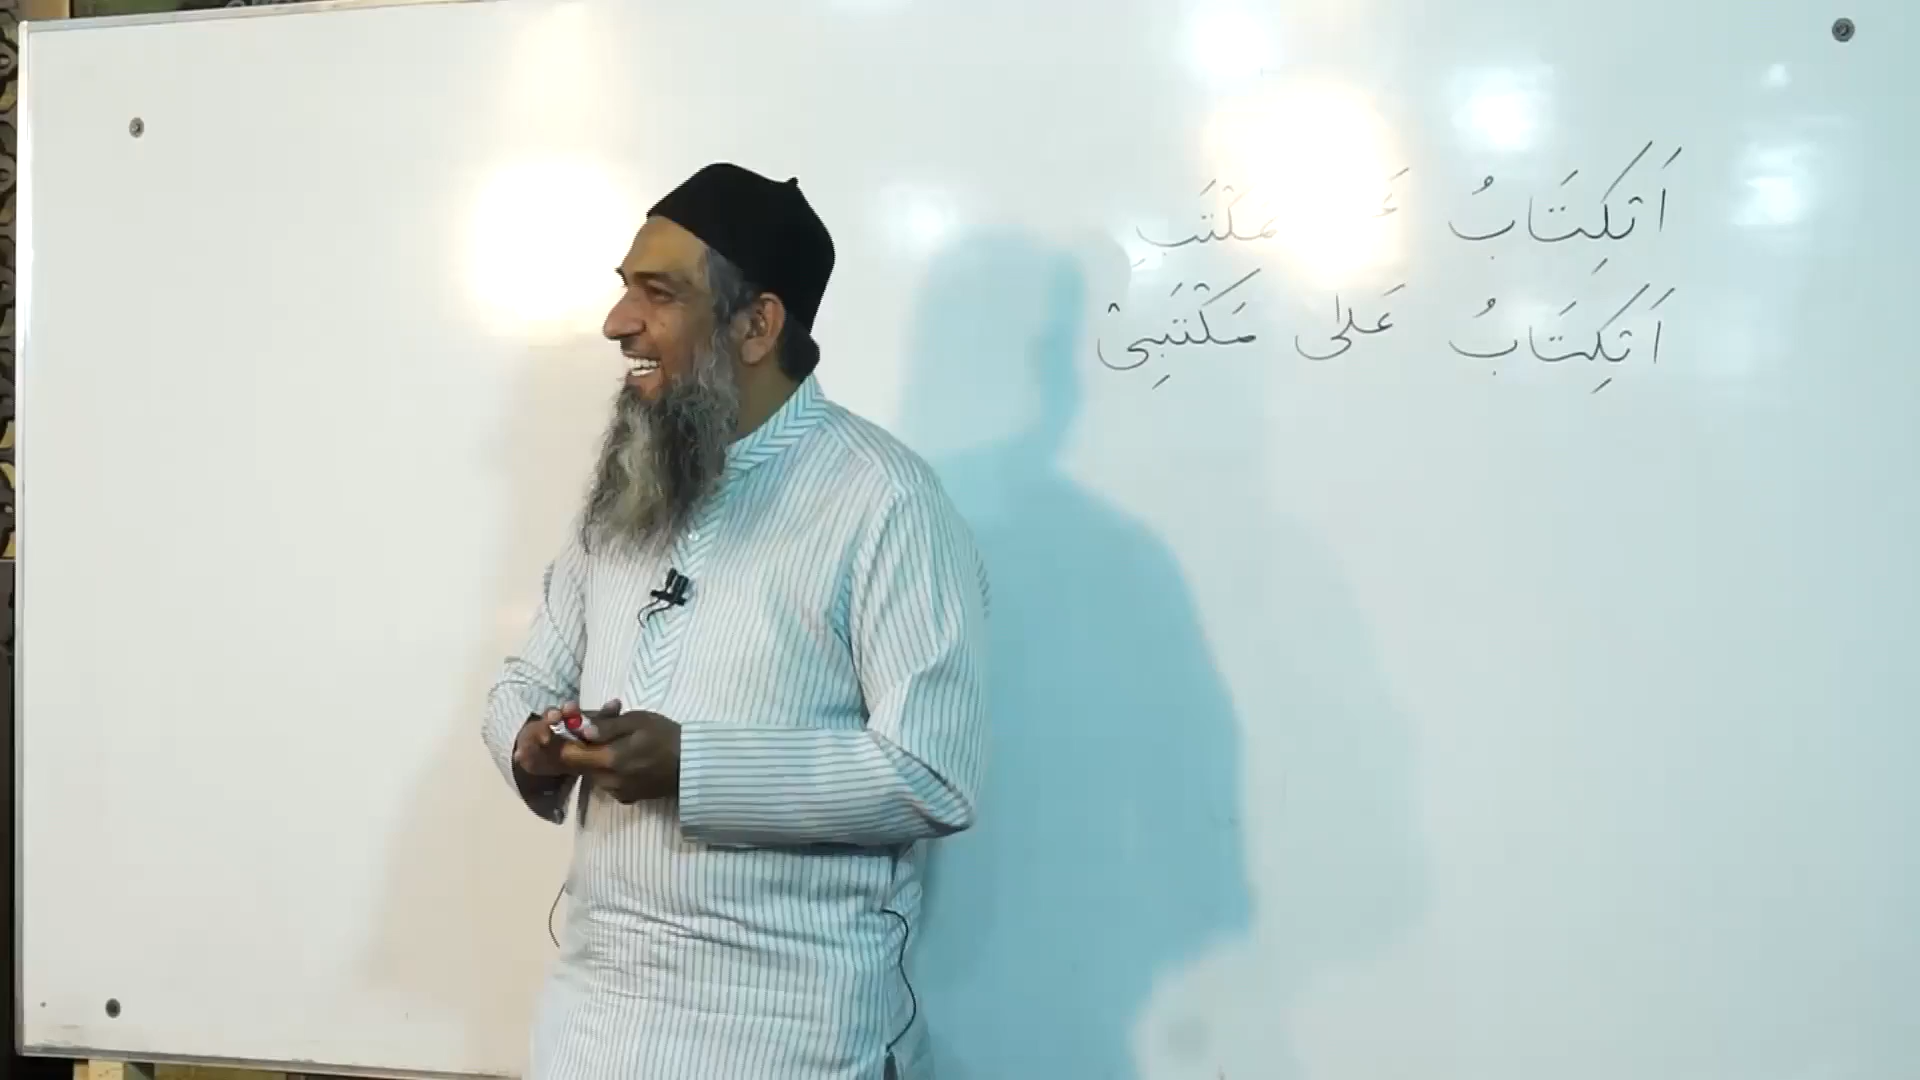 اَلْكِتَابُ عَ مَكْتَبِ
اَلْكِتَابُ عَلٰى مَكْتَبِيْ